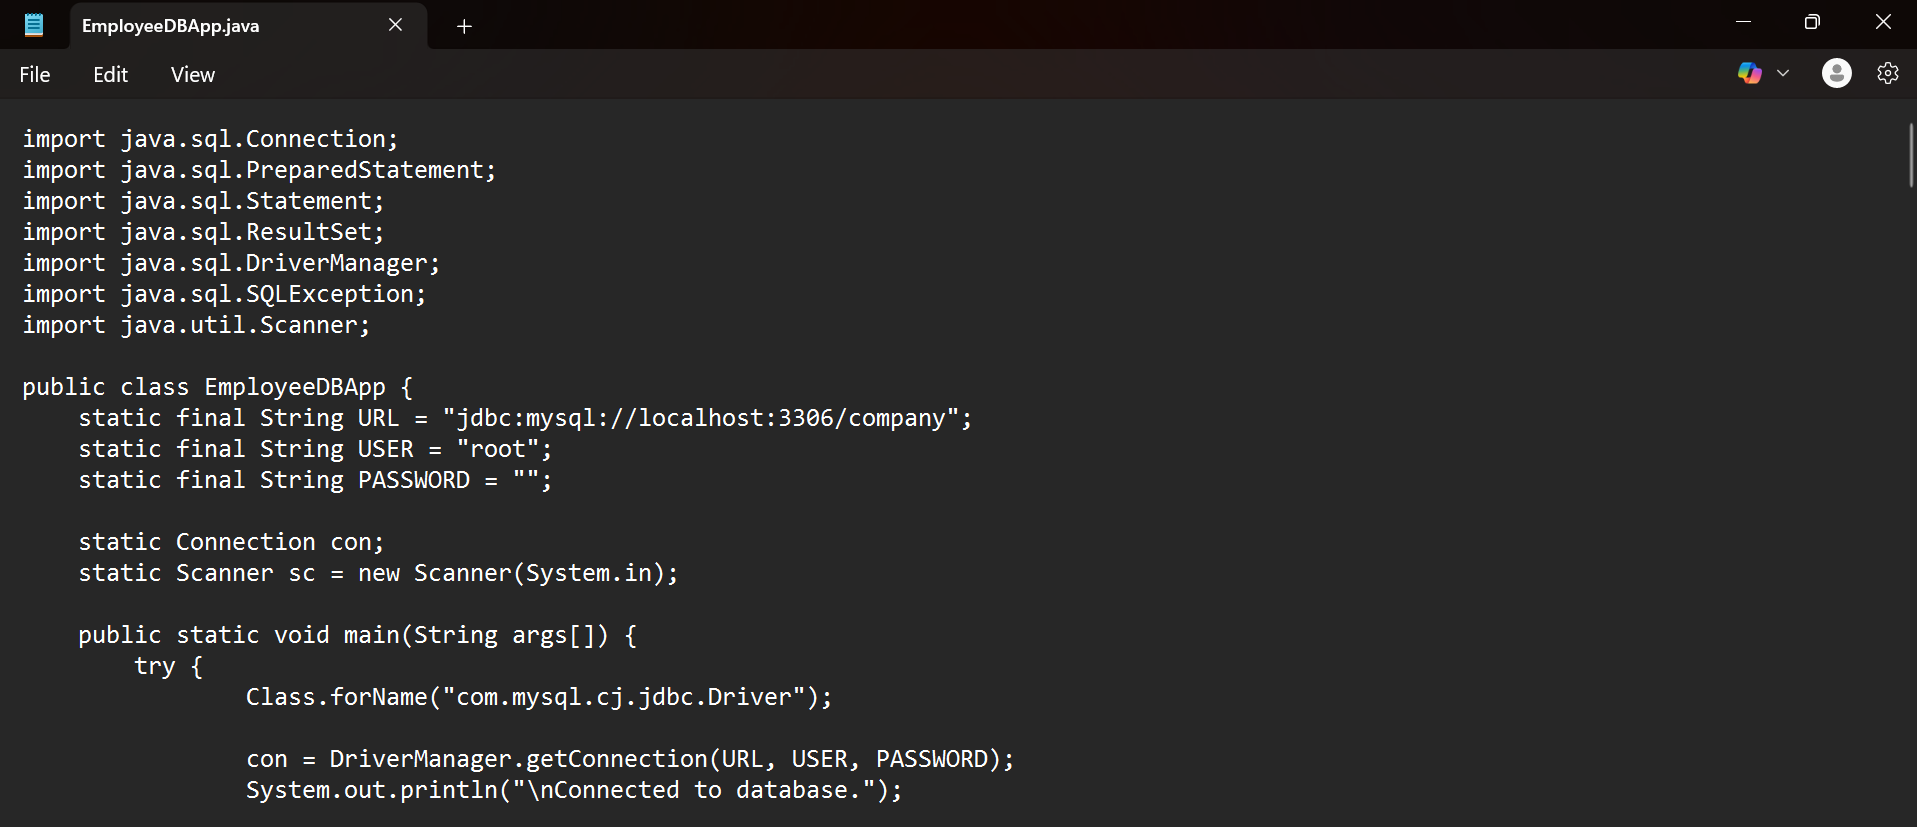 EmployeeDBApp.java
File Edit View
import java.sql.Connection;
import java.sql.PreparedStatement;
import java.sql.Statement;
import java.sql.ResultSet;
import java.sql.DriverManager;
import java.sql.SQLException;
import java.util.Scanner;

public class EmployeeDBApp {
    static final String URL = "jdbc:mysql://localhost:3306/company";
    static final String USER = "root";
    static final String PASSWORD = "";

    static Connection con;
    static Scanner sc = new Scanner(System.in);

    public static void main(String args[]) {
        try {
                Class.forName("com.mysql.cj.jdbc.Driver");

                con = DriverManager.getConnection(URL, USER, PASSWORD);
                System.out.println("\nConnected to database.");